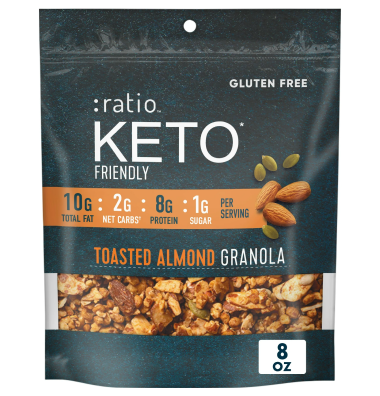 GLUTEN FREE
:ratio™
KETO*
FRIENDLY
10G : 2G : 8G : 1G PER
TOTAL FAT NET CARBS* PROTEIN SUGAR SERVING
TOASTED ALMOND GRANOLA
8
OZ